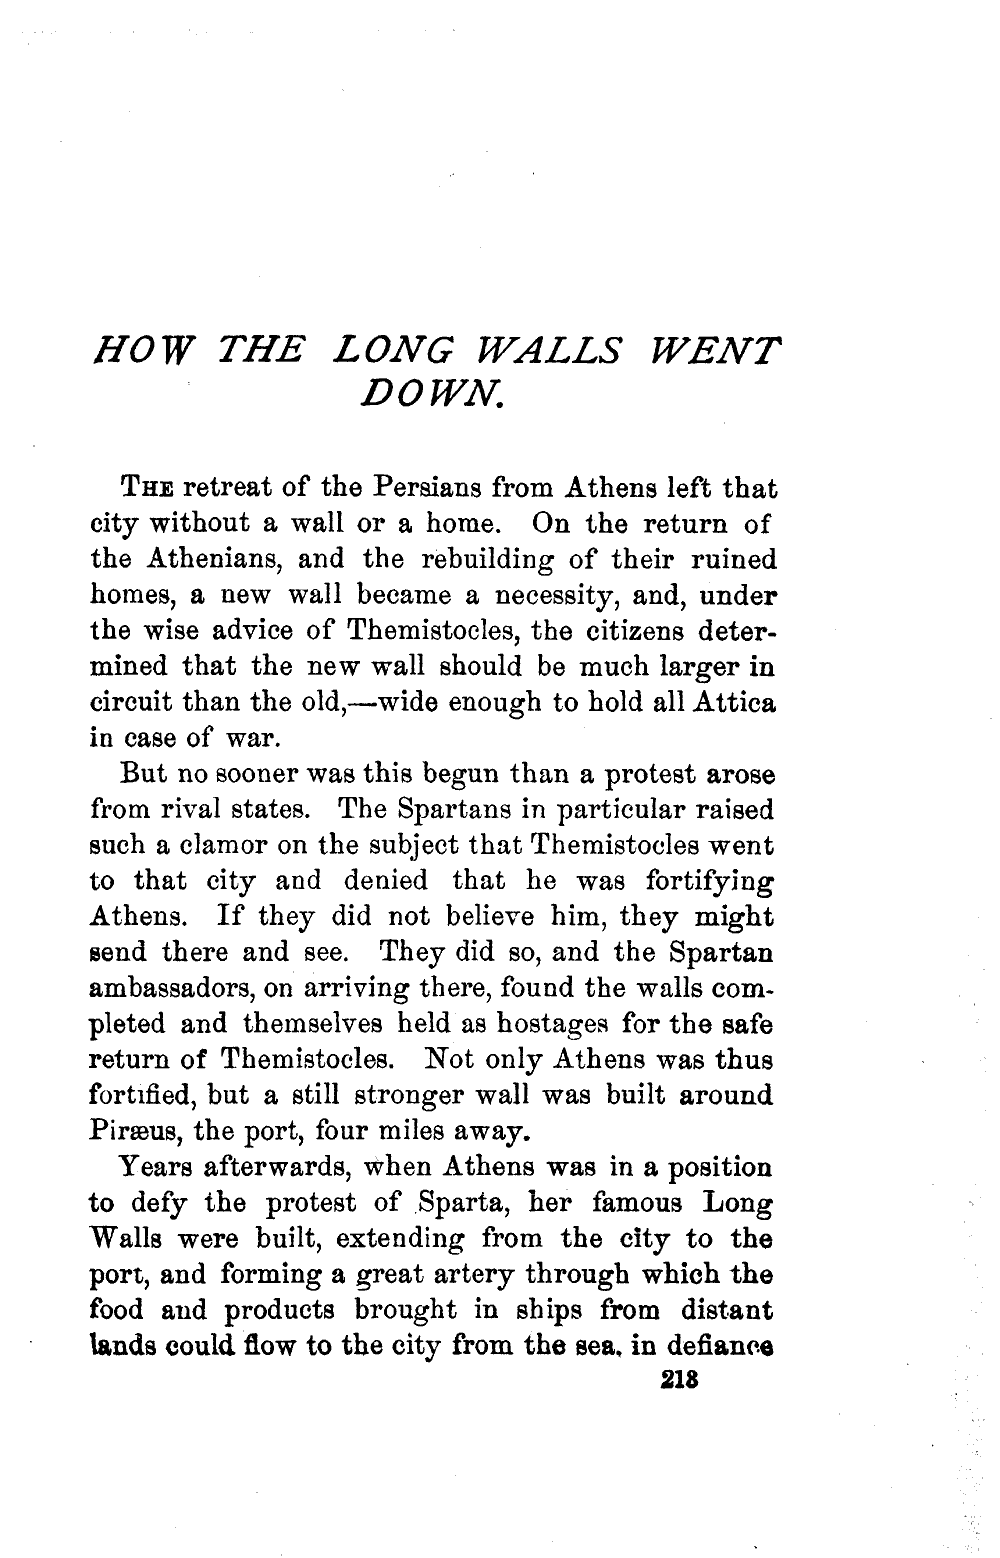 HOW THE LONG WALLS WENT
DOWN.
THE retreat of the Persians from Athens left that
city without a wall or a home. On the return of
the Athenians, and the rebuilding of their ruined
homes, a new wall became a necessity, and, under
the wise advice of Themistocles, the citizens deter-
mined that the new wall should be much larger in
circuit than the old,—wide enough to hold all Attica
in case of war.
But no sooner was this begun than a protest arose
from rival states. The Spartans in particular raised
such a clamor on the subject that Themistocles went
to that city and denied that he was fortifying
Athens. If they did not believe him, they might
send there and see. They did so, and the Spartan
ambassadors, on arriving there, found the walls com-
pleted and themselves held as hostages for the safe
return of Themistocles. Not only Athens was thus
fortified, but a still stronger wall was built around
Piræus, the port, four miles away.
Years afterwards, when Athens was in a position
to defy the protest of Sparta, her famous Long
Walls were built, extending from the city to the
port, and forming a great artery through which the
food and products brought in ships from distant
lands could flow to the city from the sea, in defiance
218